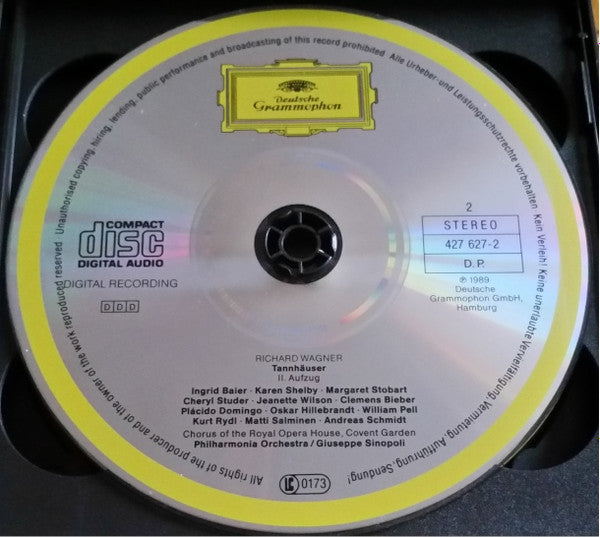 Unauthorised copying, hiring, lending, public performance and broadcasting of this record prohibited · Alle Urheber- und Leistungsschutzrechte vorbehalten · Kein Verleih! Keine unerlaubte Vervielfältigung, Vermietung, Aufführung, Sendung!
All rights of the producer and of the owner of the work reproduced reserved
Deutsche
Grammophon
COMPACT
disc
DIGITAL AUDIO
DIGITAL RECORDING
DDD
2
STEREO
427 627-2
D. P.
℗ 1989
Deutsche
Grammophon GmbH,
Hamburg
RICHARD WAGNER
Tannhäuser
II. Aufzug
Ingrid Baier · Karen Shelby · Margaret Stobart
Cheryl Studer · Jeanette Wilson · Clemens Bieber
Plácido Domingo · Oskar Hillebrandt · William Pell
Kurt Rydl · Matti Salminen · Andreas Schmidt
Chorus of the Royal Opera House, Covent Garden
Philharmonia Orchestra / Giuseppe Sinopoli
LC 0173